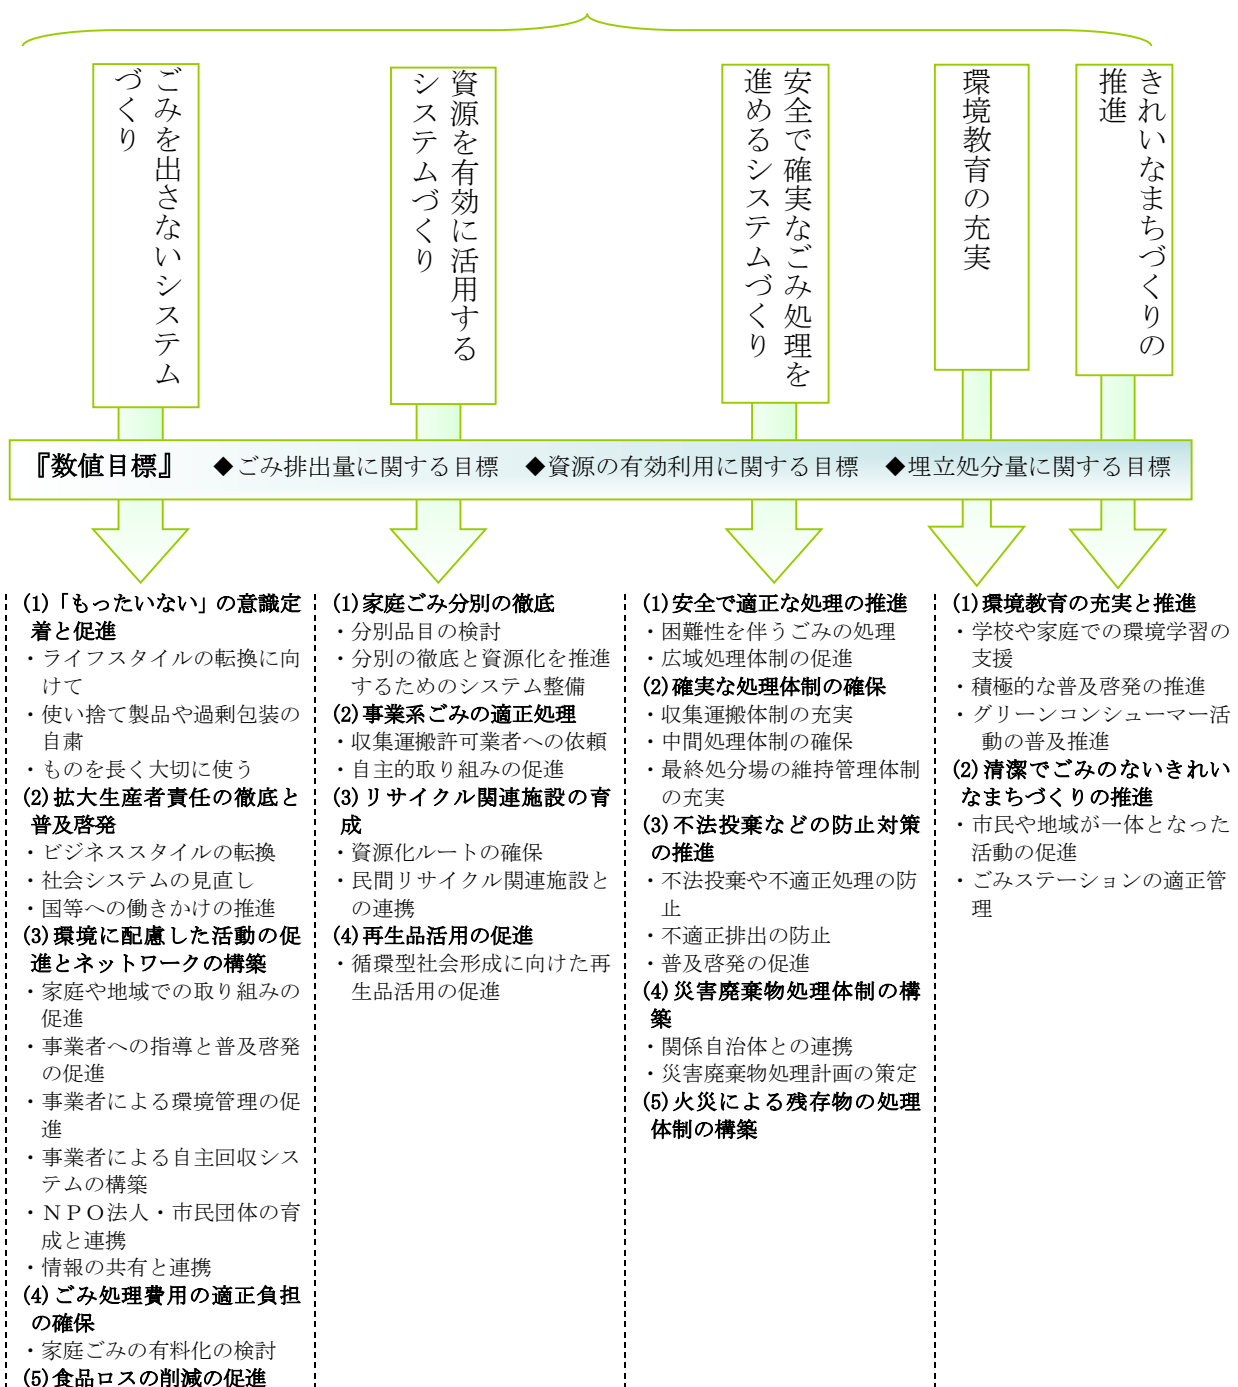 ごみを出さないシステム
づくり
資源を有効に活用する
システムづくり
安全で確実なごみ処理を
進めるシステムづくり
環境教育の充実
きれいなまちづくりの
推進
『数値目標』　◆ごみ排出量に関する目標　◆資源の有効利用に関する目標　◆埋立処分量に関する目標
(1)「もったいない」の意識定
着と促進
・ライフスタイルの転換に向
けて
・使い捨て製品や過剰包装の
自粛
・ものを長く大切に使う
(2)拡大生産者責任の徹底と
普及啓発
・ビジネススタイルの転換
・社会システムの見直し
・国等への働きかけの推進
(3)環境に配慮した活動の促
進とネットワークの構築
・家庭や地域での取り組みの
促進
・事業者への指導と普及啓発
の促進
・事業者による環境管理の促
進
・事業者による自主回収シス
テムの構築
・ＮＰＯ法人・市民団体の育
成と連携
・情報の共有と連携
(4)ごみ処理費用の適正負担
の確保
・家庭ごみの有料化の検討
(5)食品ロスの削減の促進
(1)家庭ごみ分別の徹底
・分別品目の検討
・分別の徹底と資源化を推進
するためのシステム整備
(2)事業系ごみの適正処理
・収集運搬許可業者への依頼
・自主的取り組みの促進
(3)リサイクル関連施設の育
成
・資源化ルートの確保
・民間リサイクル関連施設と
の連携
(4)再生品活用の促進
・循環型社会形成に向けた再
生品活用の促進
(1)安全で適正な処理の推進
・困難性を伴うごみの処理
・広域処理体制の促進
(2)確実な処理体制の確保
・収集運搬体制の充実
・中間処理体制の確保
・最終処分場の維持管理体制
の充実
(3)不法投棄などの防止対策
の推進
・不法投棄や不適正処理の防
止
・不適正排出の防止
・普及啓発の促進
(4)災害廃棄物処理体制の構
築
・関係自治体との連携
・災害廃棄物処理計画の策定
(5)火災による残存物の処理
体制の構築
(1)環境教育の充実と推進
・学校や家庭での環境学習の
支援
・積極的な普及啓発の推進
・グリーンコンシューマー活
動の普及推進
(2)清潔でごみのないきれい
なまちづくりの推進
・市民や地域が一体となった
活動の促進
・ごみステーションの適正管
理